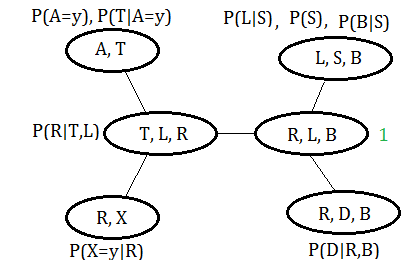 P(A=y), P(T|A=y)
P(L|S), P(S), P(B|S)
A, T
L, S, B
P(R|T,L)
T, L, R
R, L, B
1
R, X
R, D, B
P(X=y|R)
P(D|R,B)